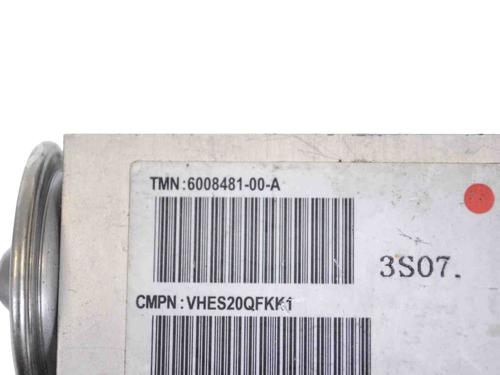 TMN : 6008481-00-A
3S07.
CMPN : VHES20QFKK1